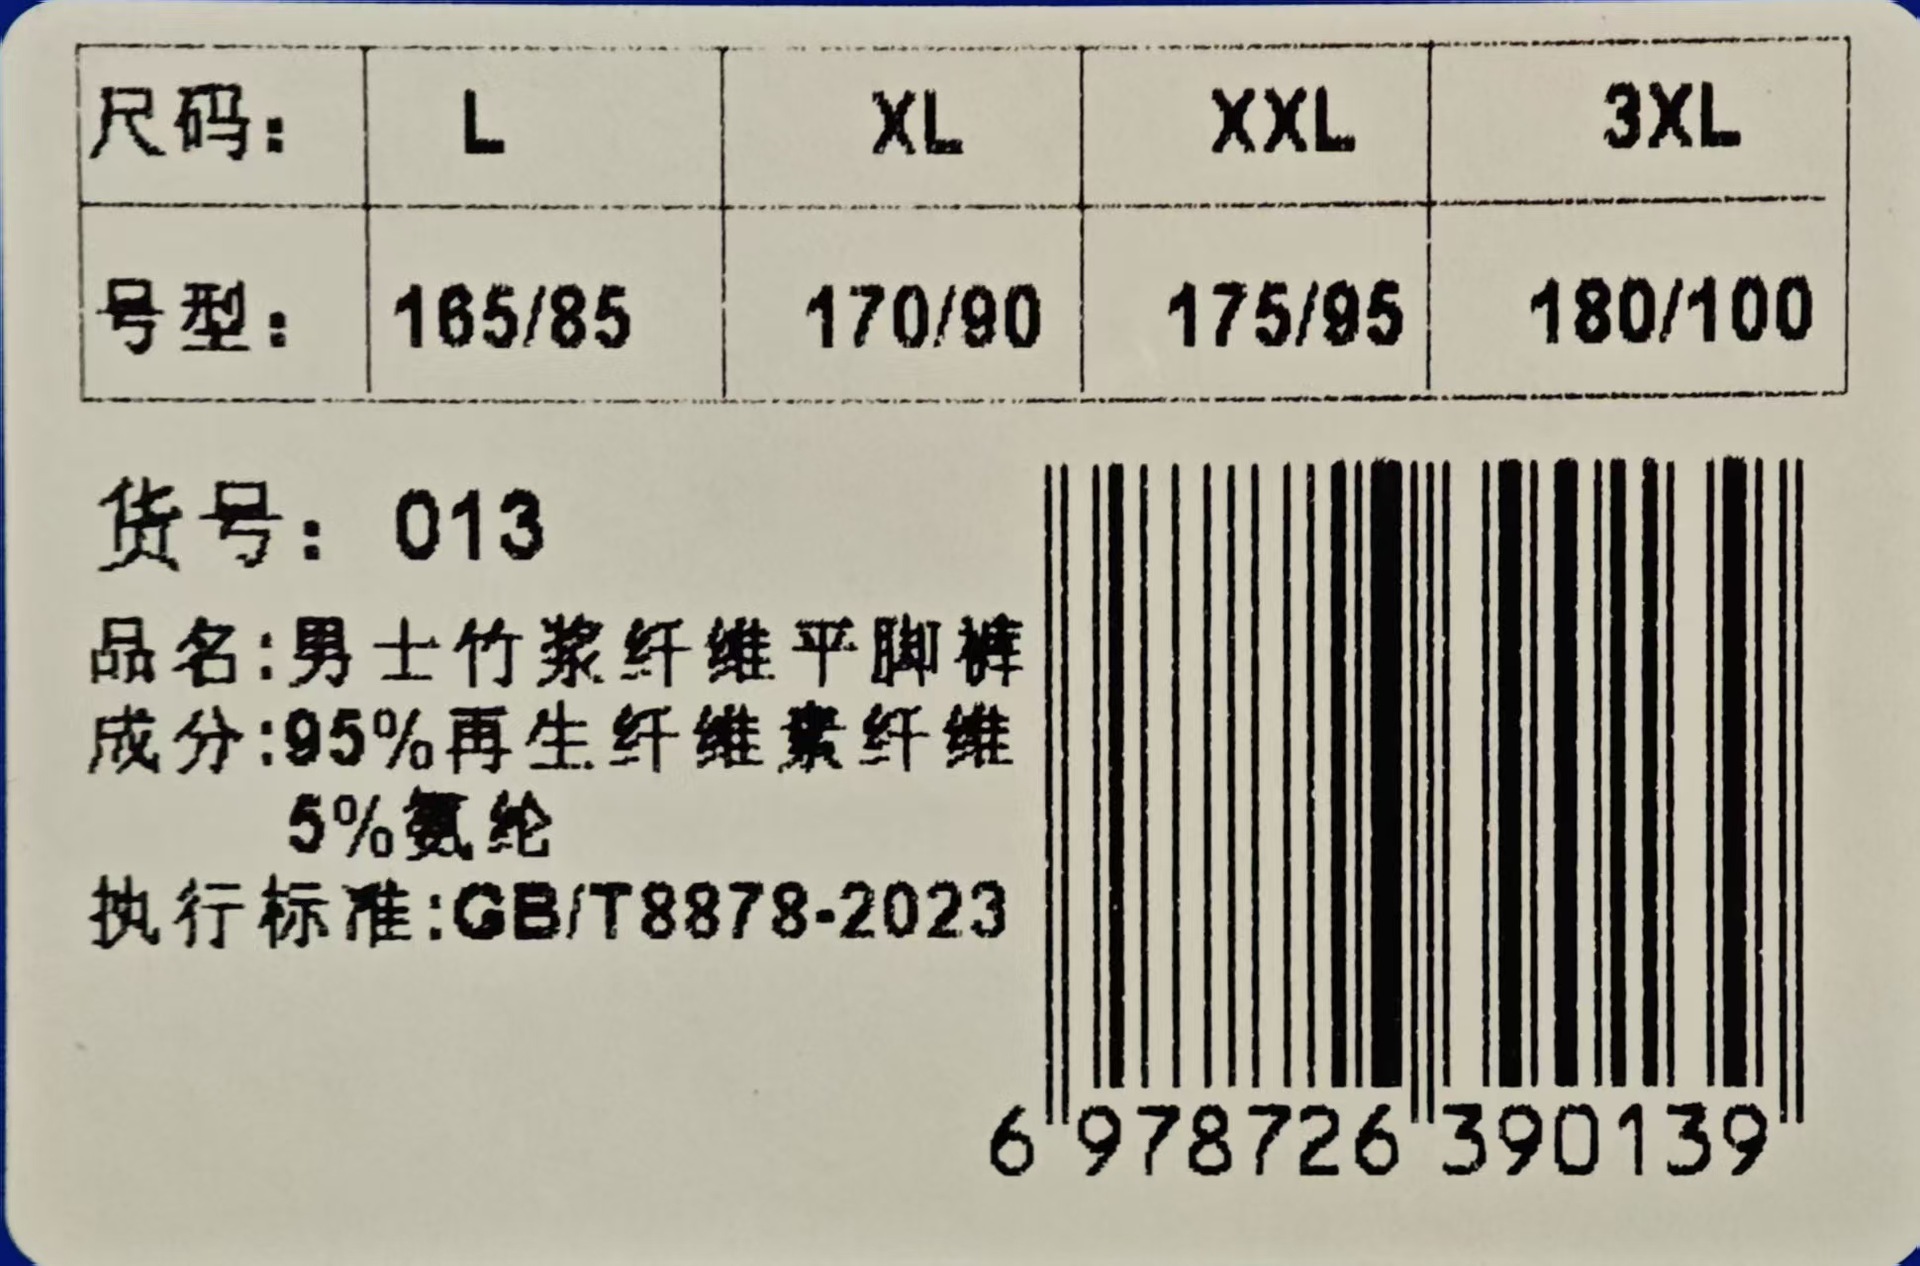 尺码： L XL XXL 3XL
号型： 165/85 170/90 175/95 180/100
货号： 013
品名:男士竹浆纤维平脚裤
成分:95%再生纤维素纤维
5%氨纶
执行标准:GB/T8878-2023
6 978726 390139